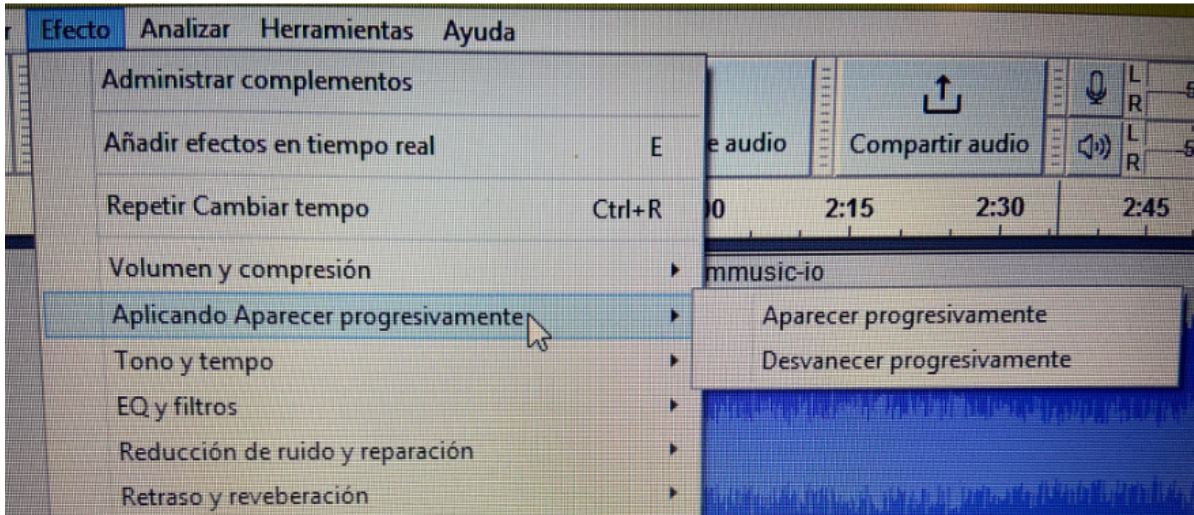 Efecto Analizar Herramientas Ayuda
Administrar complementos
Añadir efectos en tiempo real E
Repetir Cambiar tempo Ctrl+R
Volumen y compresión
Aplicando Aparecer progresivamente
Tono y tempo
EQ y filtros
Reducción de ruido y reparación
Retraso y reveberación
Aparecer progresivamente
Desvanecer progresivamente
audio
Compartir audio
L
R
L
R
2:15 2:30 2:45
mmusic-io